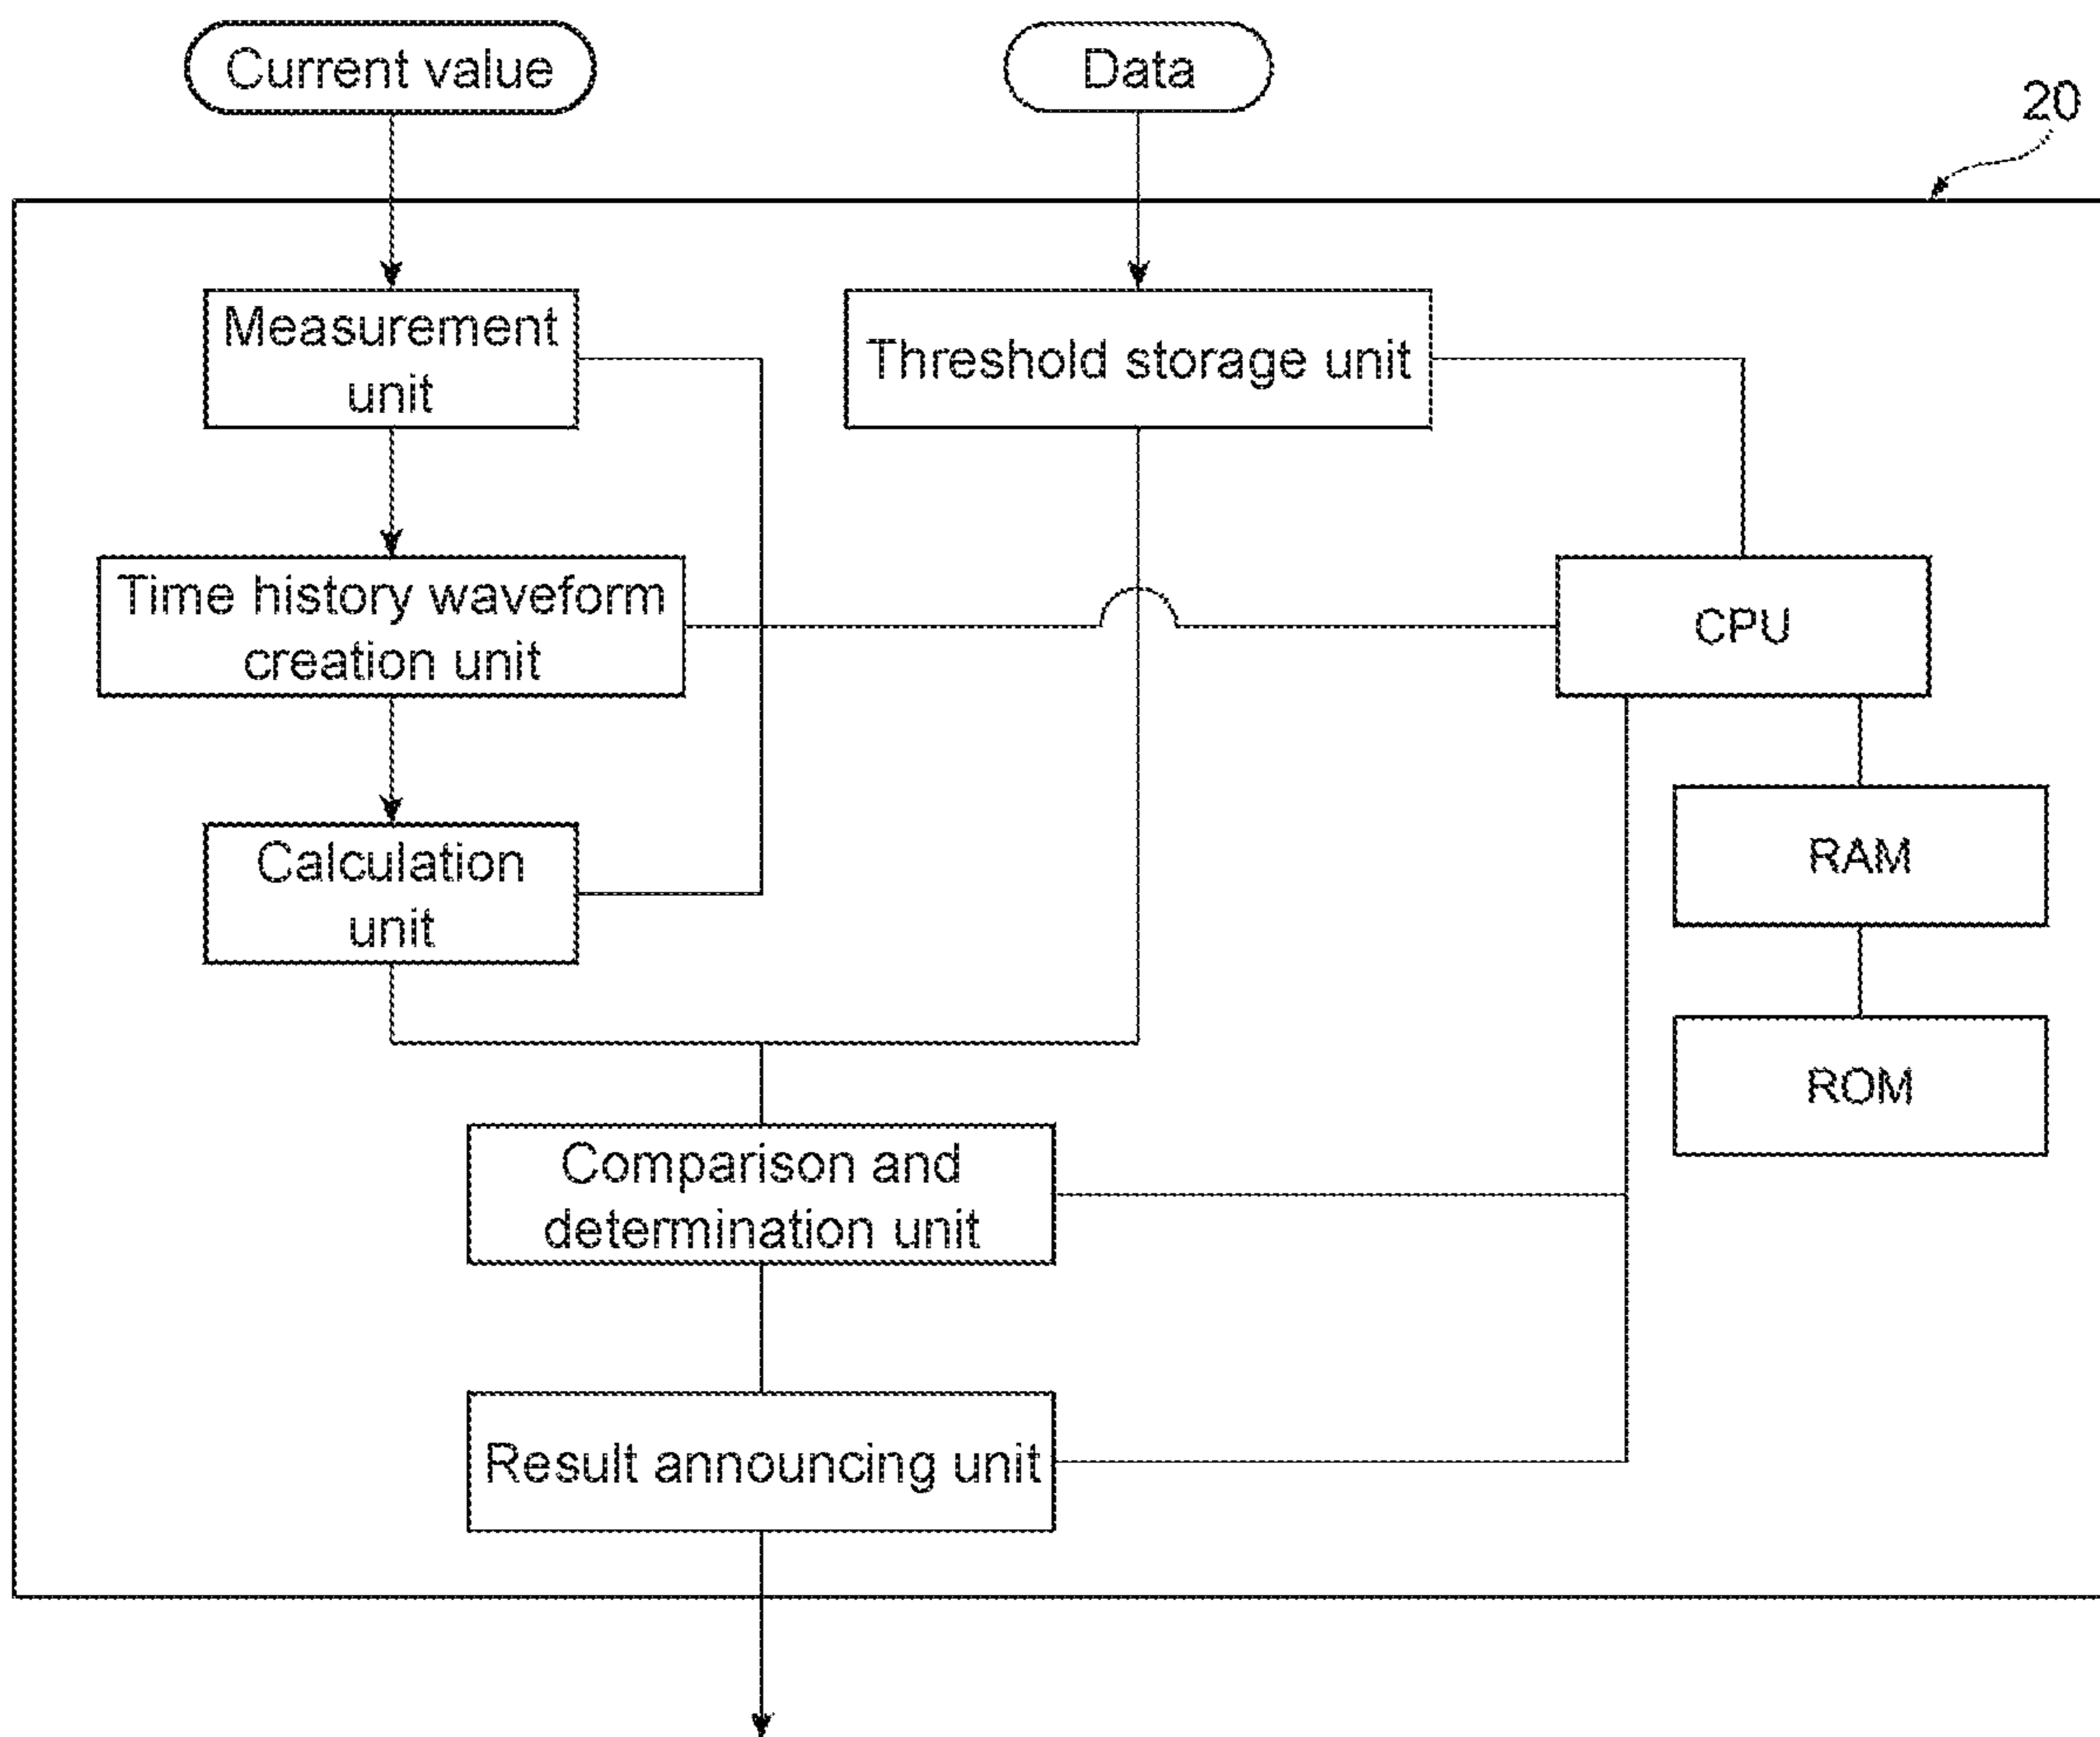 Current value
Data
20
Measurement
unit
Threshold storage unit
Time history waveform
creation unit
CPU
Calculation
unit
RAM
ROM
Comparison and
determination unit
Result announcing unit